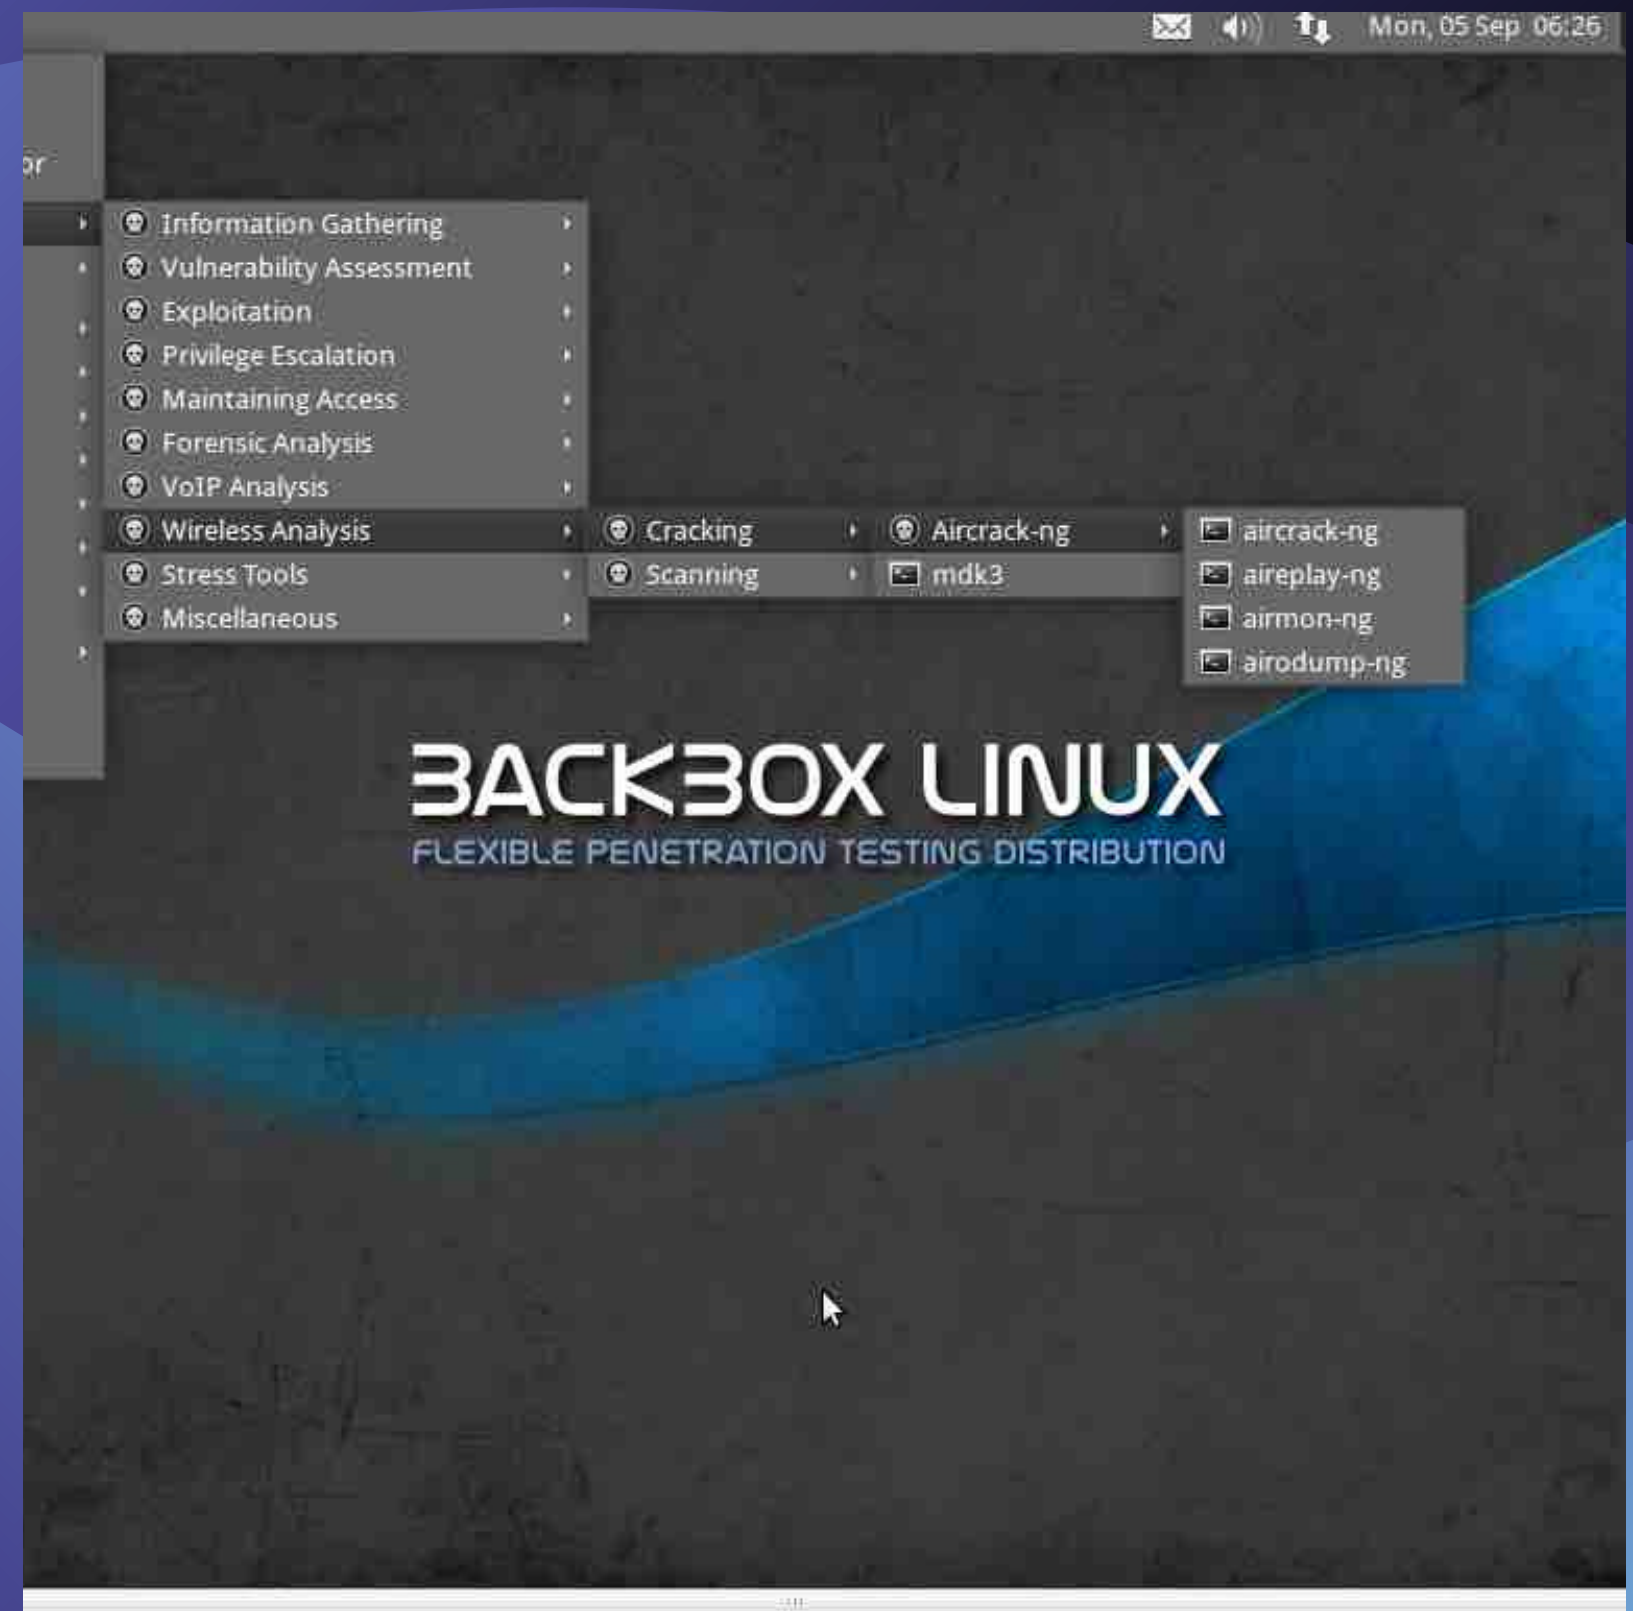 Mon, 05 Sep 06:26
or
Information Gathering
Vulnerability Assessment
Exploitation
Privilege Escalation
Maintaining Access
Forensic Analysis
VoIP Analysis
Wireless Analysis
Cracking
Aircrack-ng
aircrack-ng
Stress Tools
Scanning
mdk3
aireplay-ng
Miscellaneous
airmon-ng
airodump-ng
BACKBOX LINUX
FLEXIBLE PENETRATION TESTING DISTRIBUTION